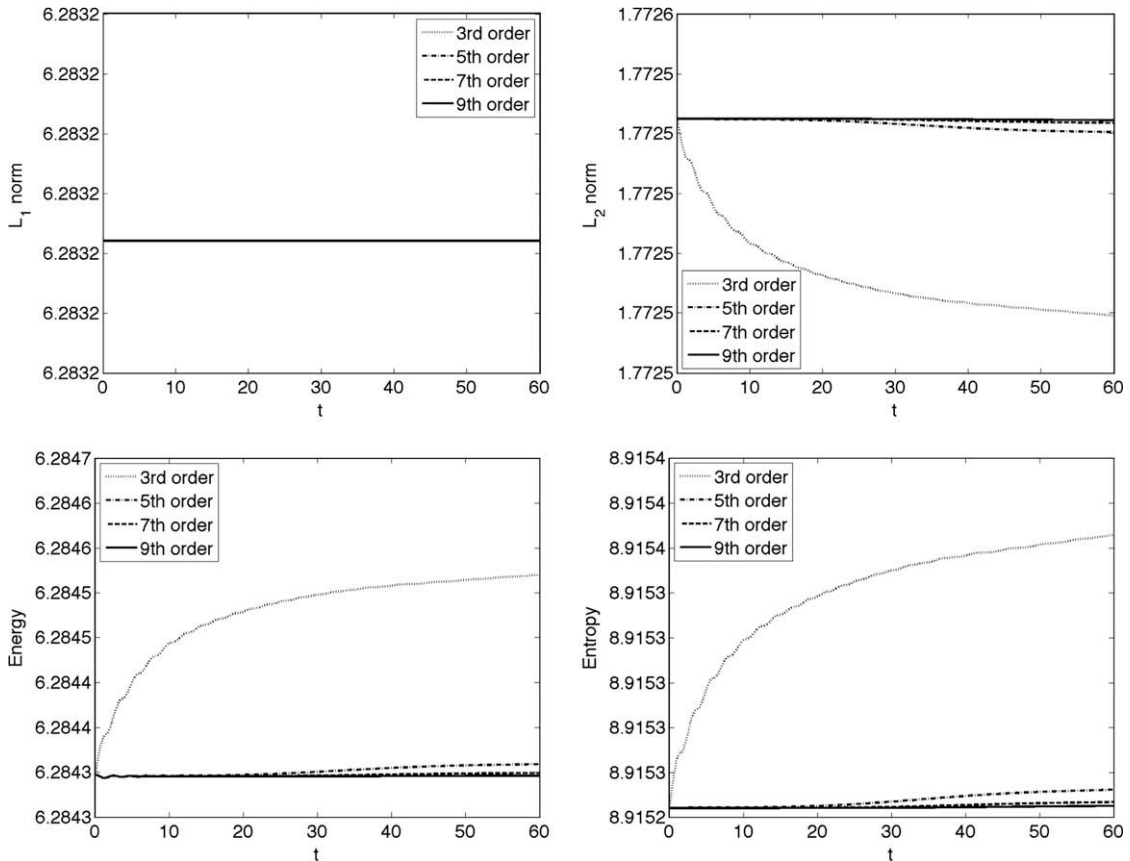 6.2832
6.2832
6.2832
6.2832
6.2832
6.2832
6.2832
L1 norm
0 10 20 30 40 50 60
t
3rd order
5th order
7th order
9th order
1.7726
1.7725
1.7725
1.7725
1.7725
1.7725
1.7725
L2 norm
0 10 20 30 40 50 60
t
3rd order
5th order
7th order
9th order
6.2847
6.2846
6.2846
6.2845
6.2845
6.2844
6.2844
6.2843
6.2843
Energy
0 10 20 30 40 50 60
t
3rd order
5th order
7th order
9th order
8.9154
8.9154
8.9154
8.9153
8.9153
8.9153
8.9153
8.9153
8.9152
Entropy
0 10 20 30 40 50 60
t
3rd order
5th order
7th order
9th order